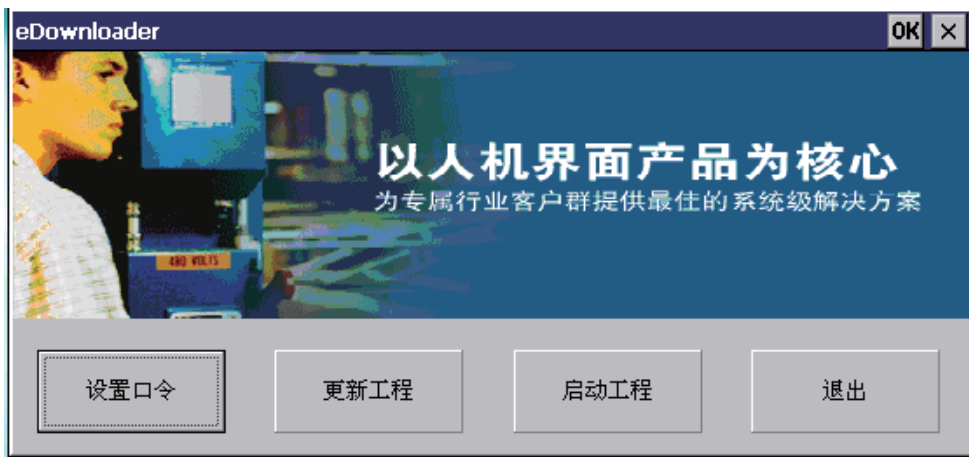 eDownloader OK ×
以人机界面产品为核心
为专属行业客户群提供最佳的系统级解决方案
480 VOLTS
设置口令 更新工程 启动工程 退出